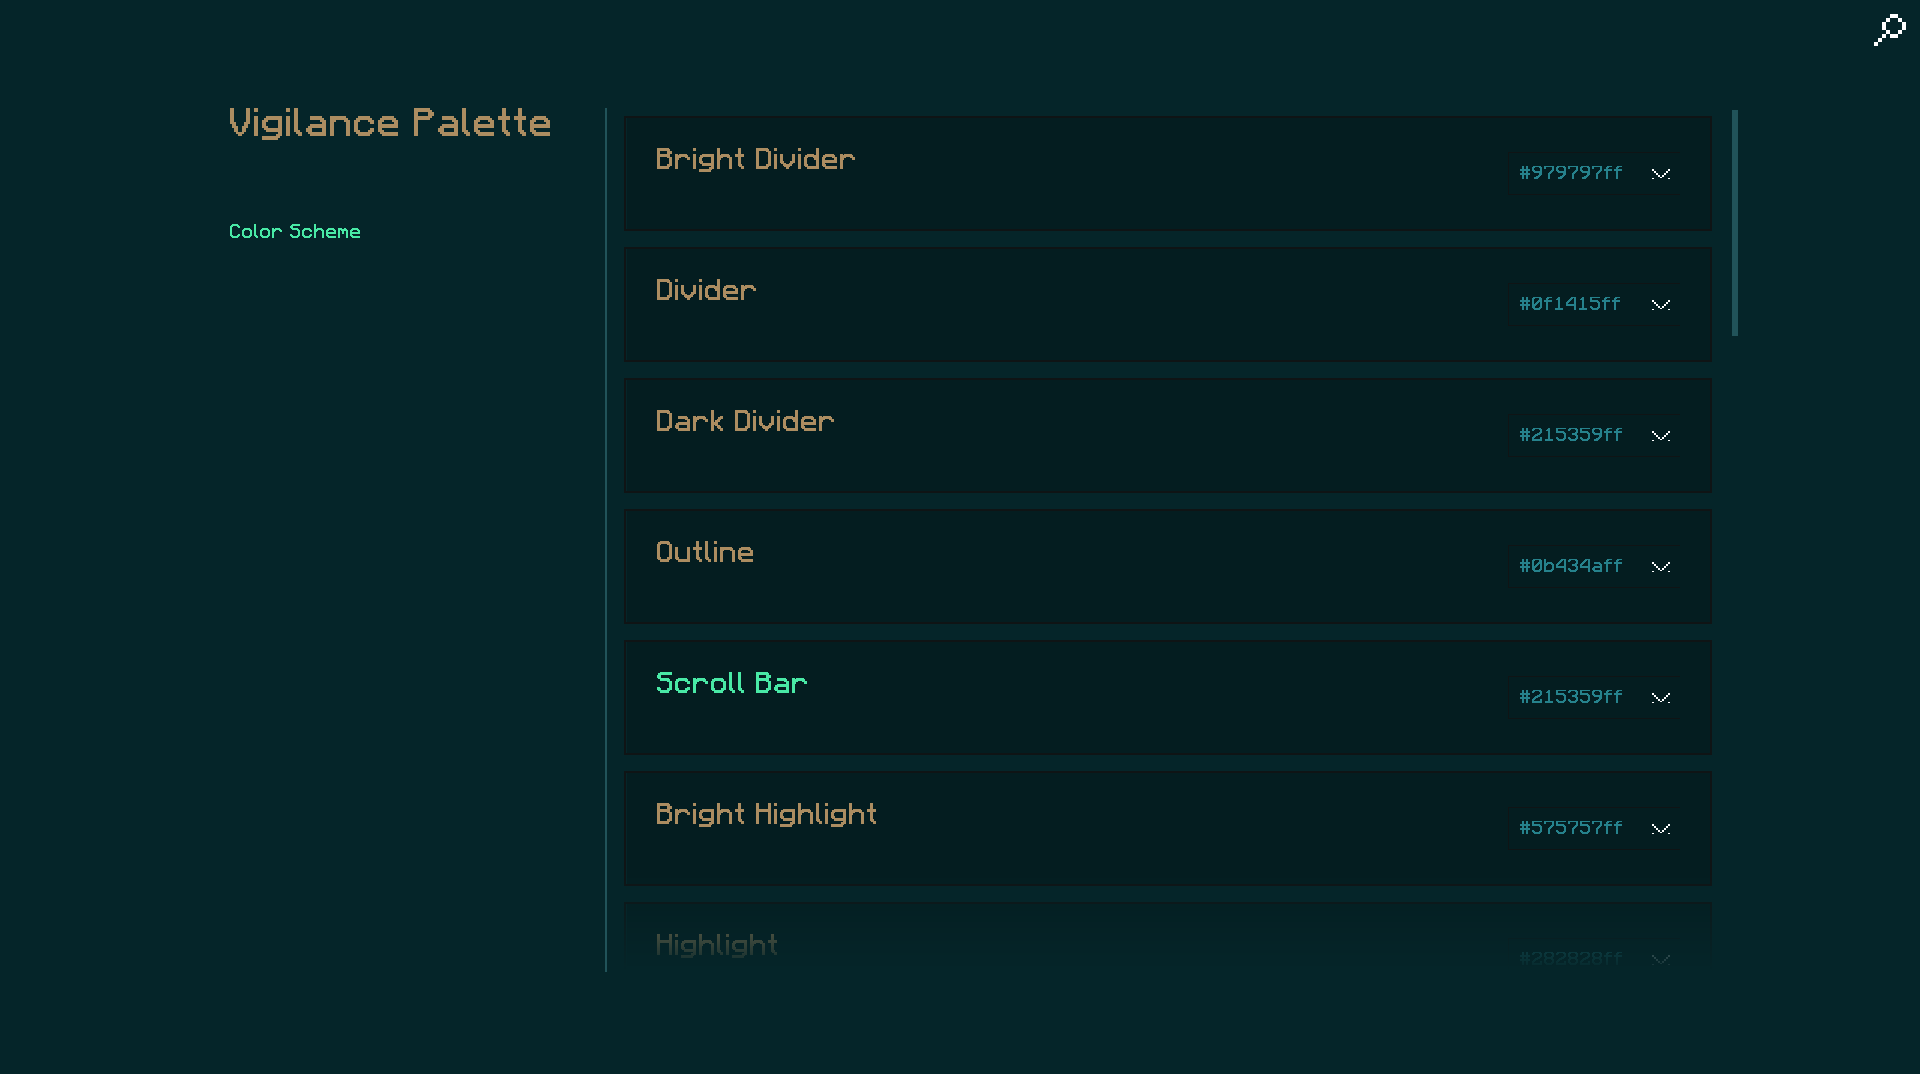 Vigilance Palette
Color Scheme
Bright Divider
#979797ff
Divider
#0f1415ff
Dark Divider
#215359ff
Outline
#0b434aff
Scroll Bar
#215359ff
Bright Highlight
#575757ff
Highlight
#282828ff